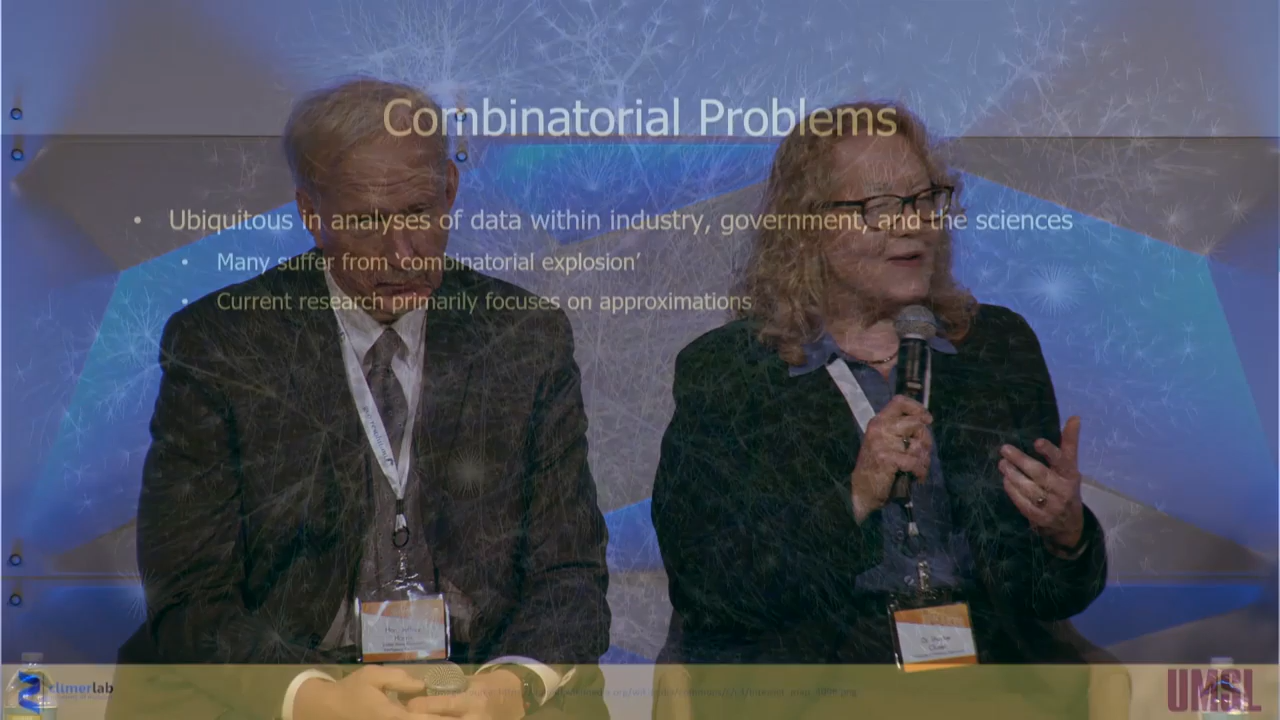 Combinatorial Problems
• Ubiquitous in analyses of data within industry, government, and the sciences
• Many suffer from ‘combinatorial explosion’
• Current research primarily focuses on approximations
climerlab
UMSL